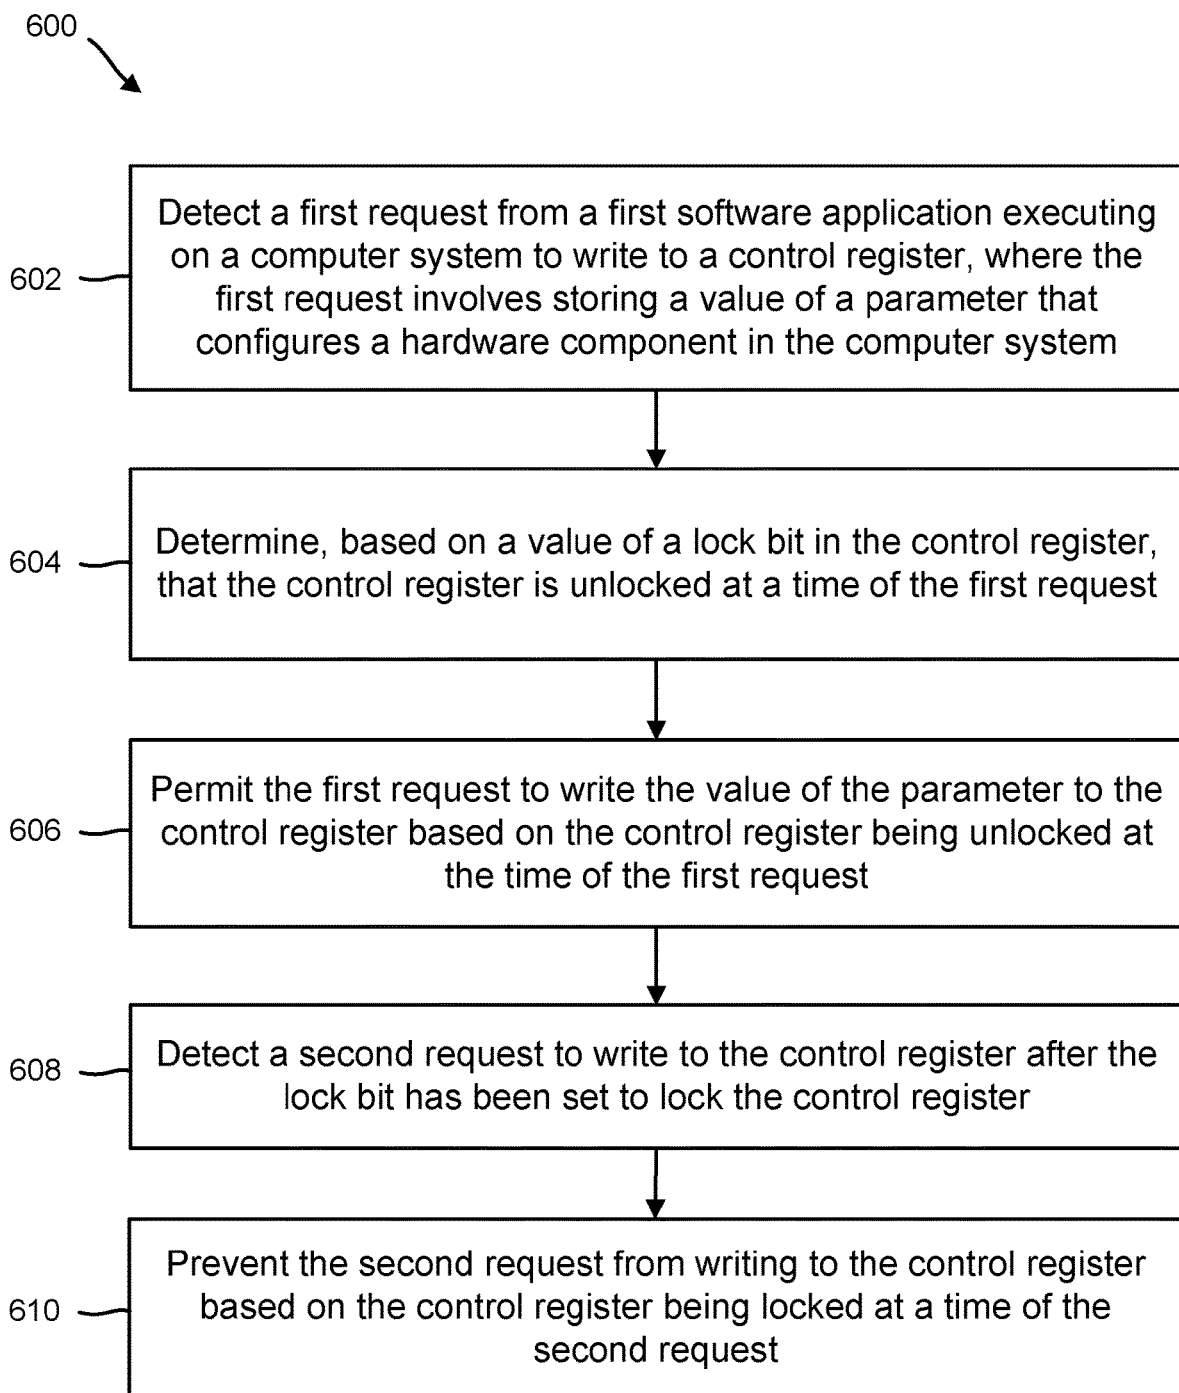 600
Detect a first request from a first software application executing
on a computer system to write to a control register, where the
602
first request involves storing a value of a parameter that
configures a hardware component in the computer system
Determine, based on a value of a lock bit in the control register,
604
that the control register is unlocked at a time of the first request
Permit the first request to write the value of the parameter to the
606
control register based on the control register being unlocked at
the time of the first request
Detect a second request to write to the control register after the
608
lock bit has been set to lock the control register
Prevent the second request from writing to the control register
610
based on the control register being locked at a time of the
second request